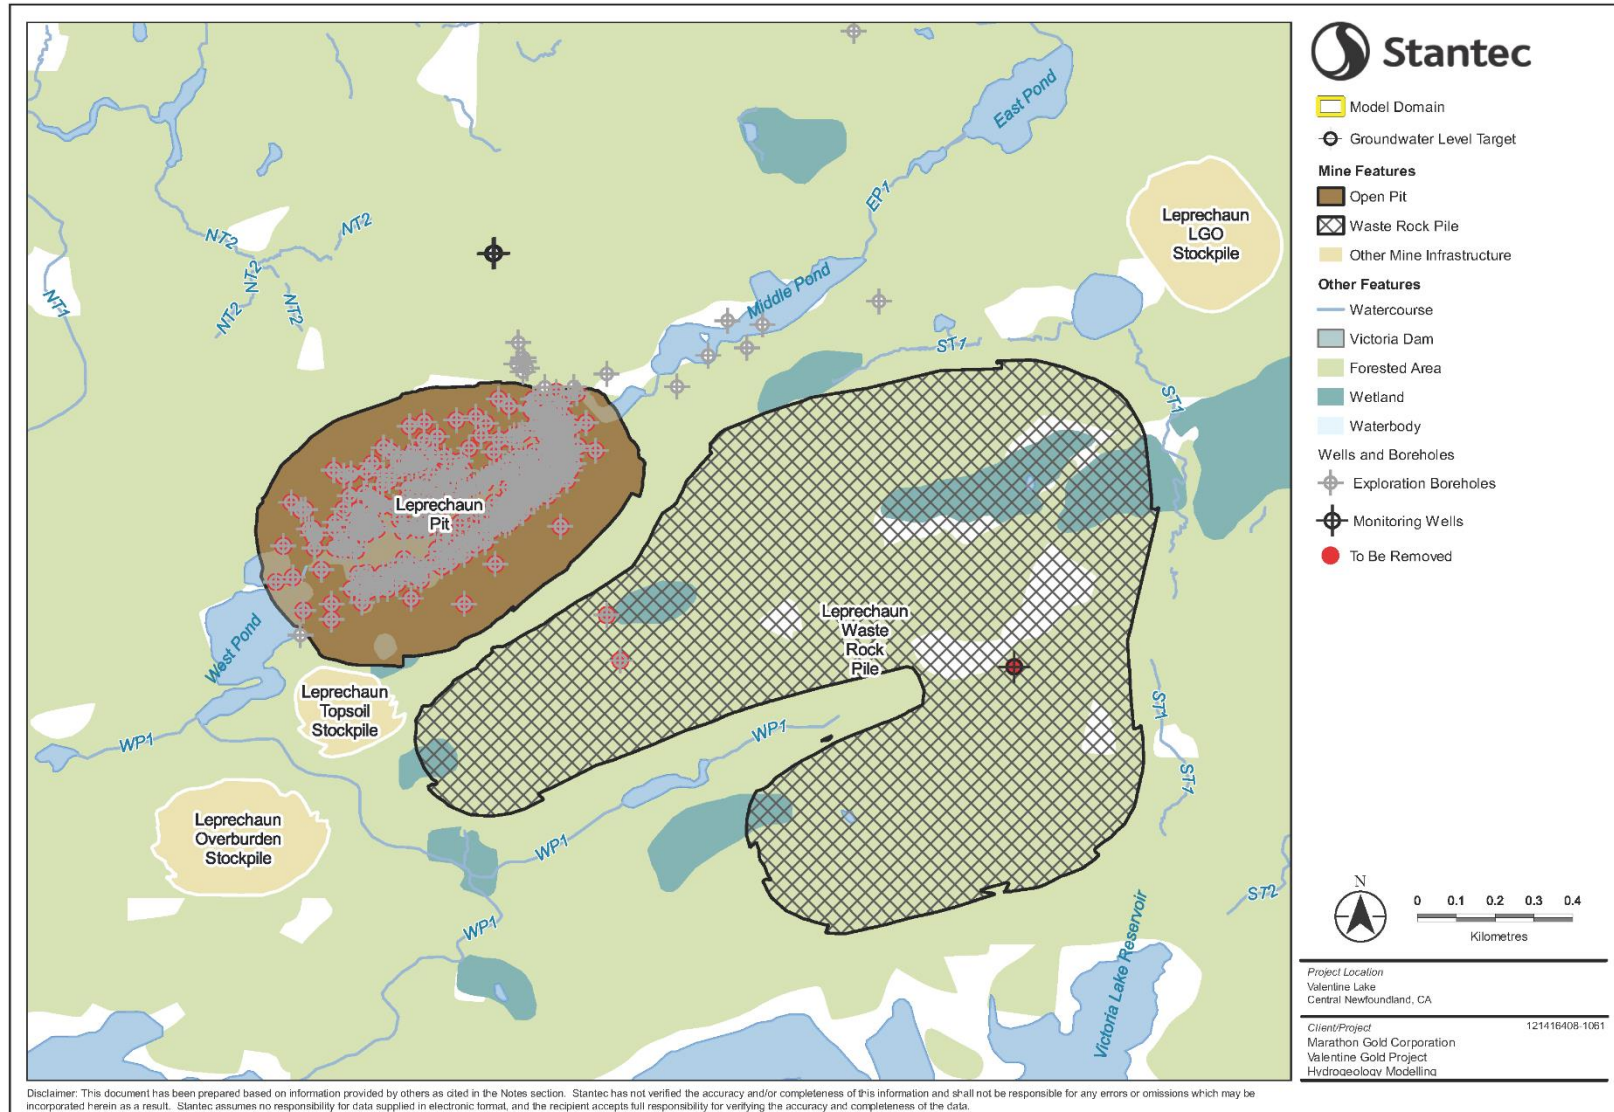 East Pond
EP1
Leprechaun
LGO
Stockpile
NT2
NT2
NT2
NT1
NT2
NT2
Middle Pond
ST1
ST1
Leprechaun
Pit
West Pond
Leprechaun
Waste
Rock
Pile
Leprechaun
Topsoil
Stockpile
WP1
WP1
ST1
ST1
Leprechaun
Overburden
Stockpile
WP1
WP1
ST2
Victoria Lake Reservoir
Stantec
Model Domain
Groundwater Level Target
Mine Features
Open Pit
Waste Rock Pile
Other Mine Infrastructure
Other Features
Watercourse
Victoria Dam
Forested Area
Wetland
Waterbody
Wells and Boreholes
Exploration Boreholes
Monitoring Wells
To Be Removed
N
0 0.1 0.2 0.3 0.4
Kilometres
Project Location
Valentine Lake
Central Newfoundland, CA
Client/Project 121416408-1061
Marathon Gold Corporation
Valentine Gold Project
Hydrogeology Modelling
Disclaimer: This document has been prepared based on information provided by others as cited in the Notes section. Stantec has not verified the accuracy and/or completeness of this information and shall not be responsible for any errors or omissions which may be
incorporated herein as a result. Stantec assumes no responsibility for data supplied in electronic format, and the recipient accepts full responsibility for verifying the accuracy and completeness of the data.